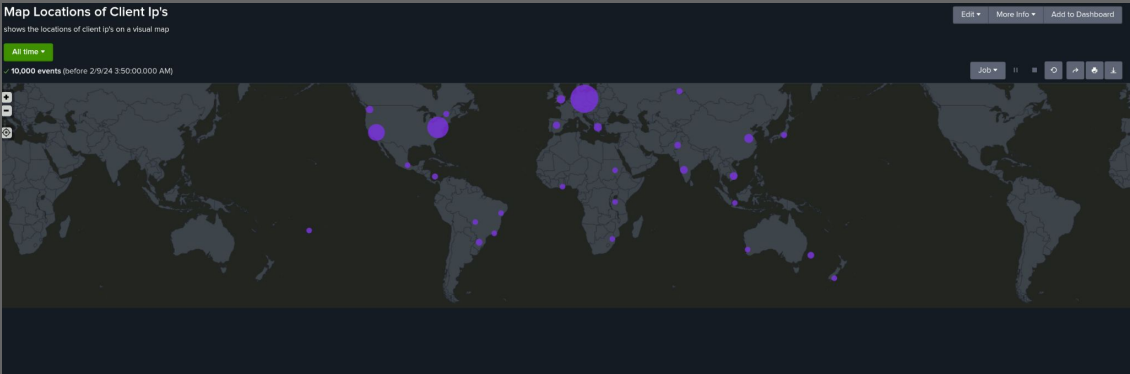 Map Locations of Client Ip's
Edit More Info Add to Dashboard
shows the locations of client ip's on a visual map
All time
✓ 10,000 events (before 2/9/24 3:50:00.000 AM)
Job
+
−